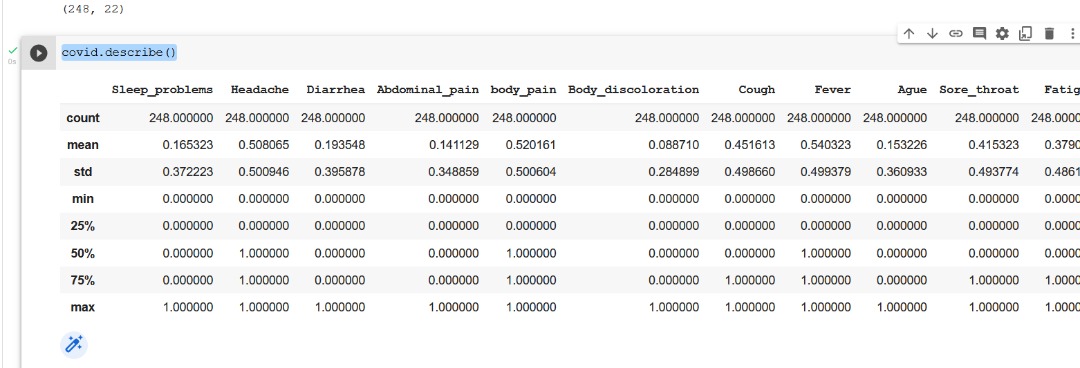 (248, 22)
covid.describe()
0s
Sleep_problems Headache Diarrhea Abdominal_pain body_pain Body_discoloration Cough Fever Ague Sore_throat Fatig
count 248.000000 248.000000 248.000000 248.000000 248.000000 248.000000 248.000000 248.000000 248.000000 248.000000 248.0000
mean 0.165323 0.508065 0.193548 0.141129 0.520161 0.088710 0.451613 0.540323 0.153226 0.415323 0.3790
std 0.372223 0.500946 0.395878 0.348859 0.500604 0.284899 0.498660 0.499379 0.360933 0.493774 0.4861
min 0.000000 0.000000 0.000000 0.000000 0.000000 0.000000 0.000000 0.000000 0.000000 0.000000 0.0000
25% 0.000000 0.000000 0.000000 0.000000 0.000000 0.000000 0.000000 0.000000 0.000000 0.000000 0.0000
50% 0.000000 1.000000 0.000000 0.000000 1.000000 0.000000 0.000000 1.000000 0.000000 0.000000 0.0000
75% 0.000000 1.000000 0.000000 0.000000 1.000000 0.000000 1.000000 1.000000 0.000000 1.000000 1.0000
max 1.000000 1.000000 1.000000 1.000000 1.000000 1.000000 1.000000 1.000000 1.000000 1.000000 1.0000